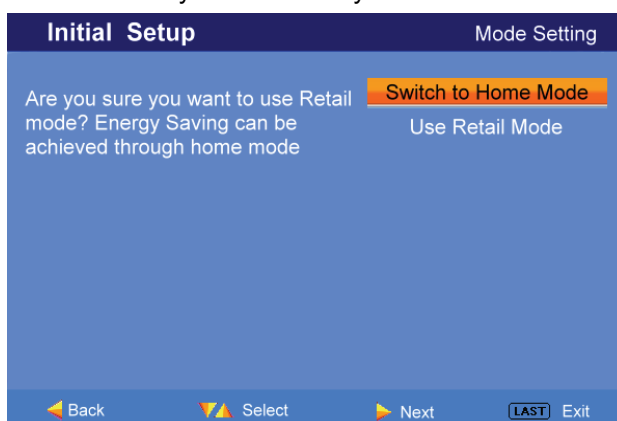 Initial Setup
Mode Setting
Are you sure you want to use Retail
mode? Energy Saving can be
achieved through home mode
Switch to Home Mode
Use Retail Mode
Back
Select
Next
LAST Exit